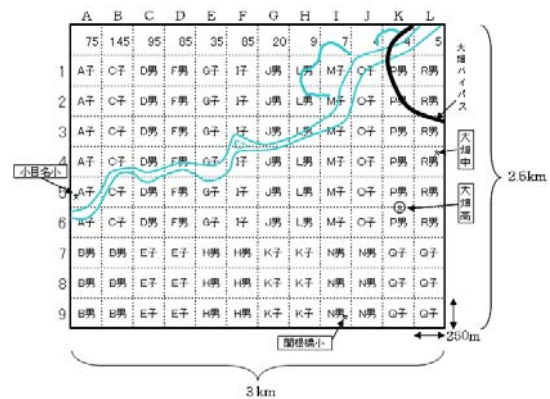 A B C D E F G H I J K L
75 145 95 85 35 85 20 9 7 4 4 5
大畑バイパス
1 A子 C子 D男 F男 G子 I子 J男 L男 M子 O子 P男 R男
2 A子 C子 D男 F男 G子 I子 J男 L男 M子 O子 P男 R男
3 A子 C子 D男 F男 G子 I子 J男 L男 M子 O子 P男 R男
大畑中
4 A子 C子 D男 F男 G子 I子 J男 L男 M子 O子 P男 R男
小目名小
2.5km
5 A子 C子 D男 F男 G子 I子 J男 L男 M子 O子 P男 R男
大畑高
6 A子 C子 D男 F男 G子 I子 J男 L男 M子 O子 P男 R男
7 B男 B男 E子 E子 H男 H男 K子 K子 N男 N男 Q子 Q子
8 B男 B男 E子 E子 H男 H男 K子 K子 N男 N男 Q子 Q子
9 B男 B男 E子 E子 H男 H男 K子 K子 N男 N男 Q子 Q子
250m
関根橋小
3km